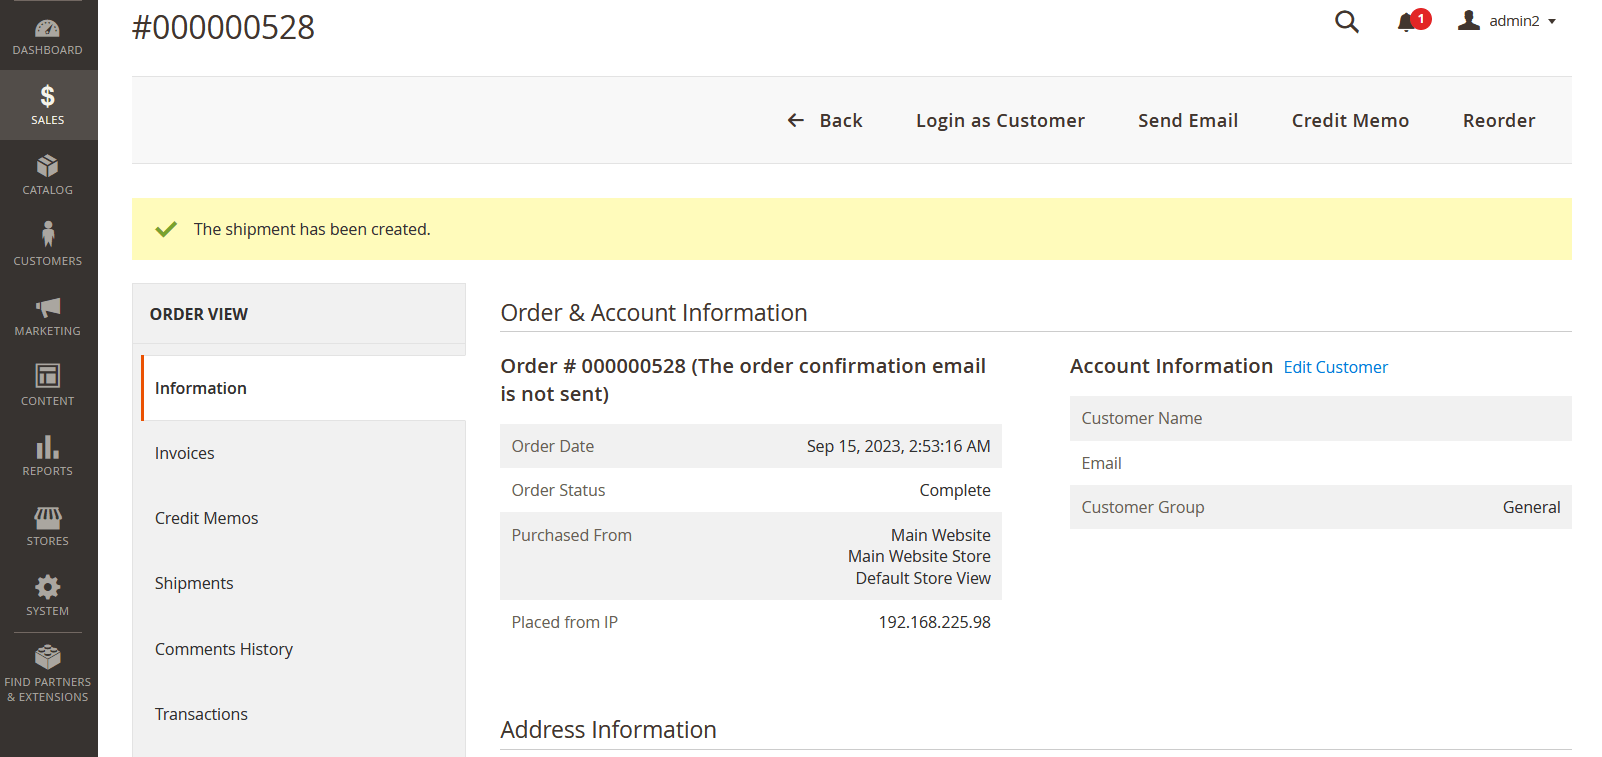 #000000528
1
admin2
DASHBOARD
SALES
CATALOG
CUSTOMERS
MARKETING
CONTENT
REPORTS
STORES
SYSTEM
FIND PARTNERS
& EXTENSIONS
Back
Login as Customer
Send Email
Credit Memo
Reorder
The shipment has been created.
ORDER VIEW
Information
Invoices
Credit Memos
Shipments
Comments History
Transactions
Order & Account Information
Order # 000000528 (The order confirmation email
is not sent)
Order Date Sep 15, 2023, 2:53:16 AM
Order Status Complete
Purchased From Main Website
Main Website Store
Default Store View
Placed from IP 192.168.225.98
Account Information Edit Customer
Customer Name
Email
Customer Group General
Address Information